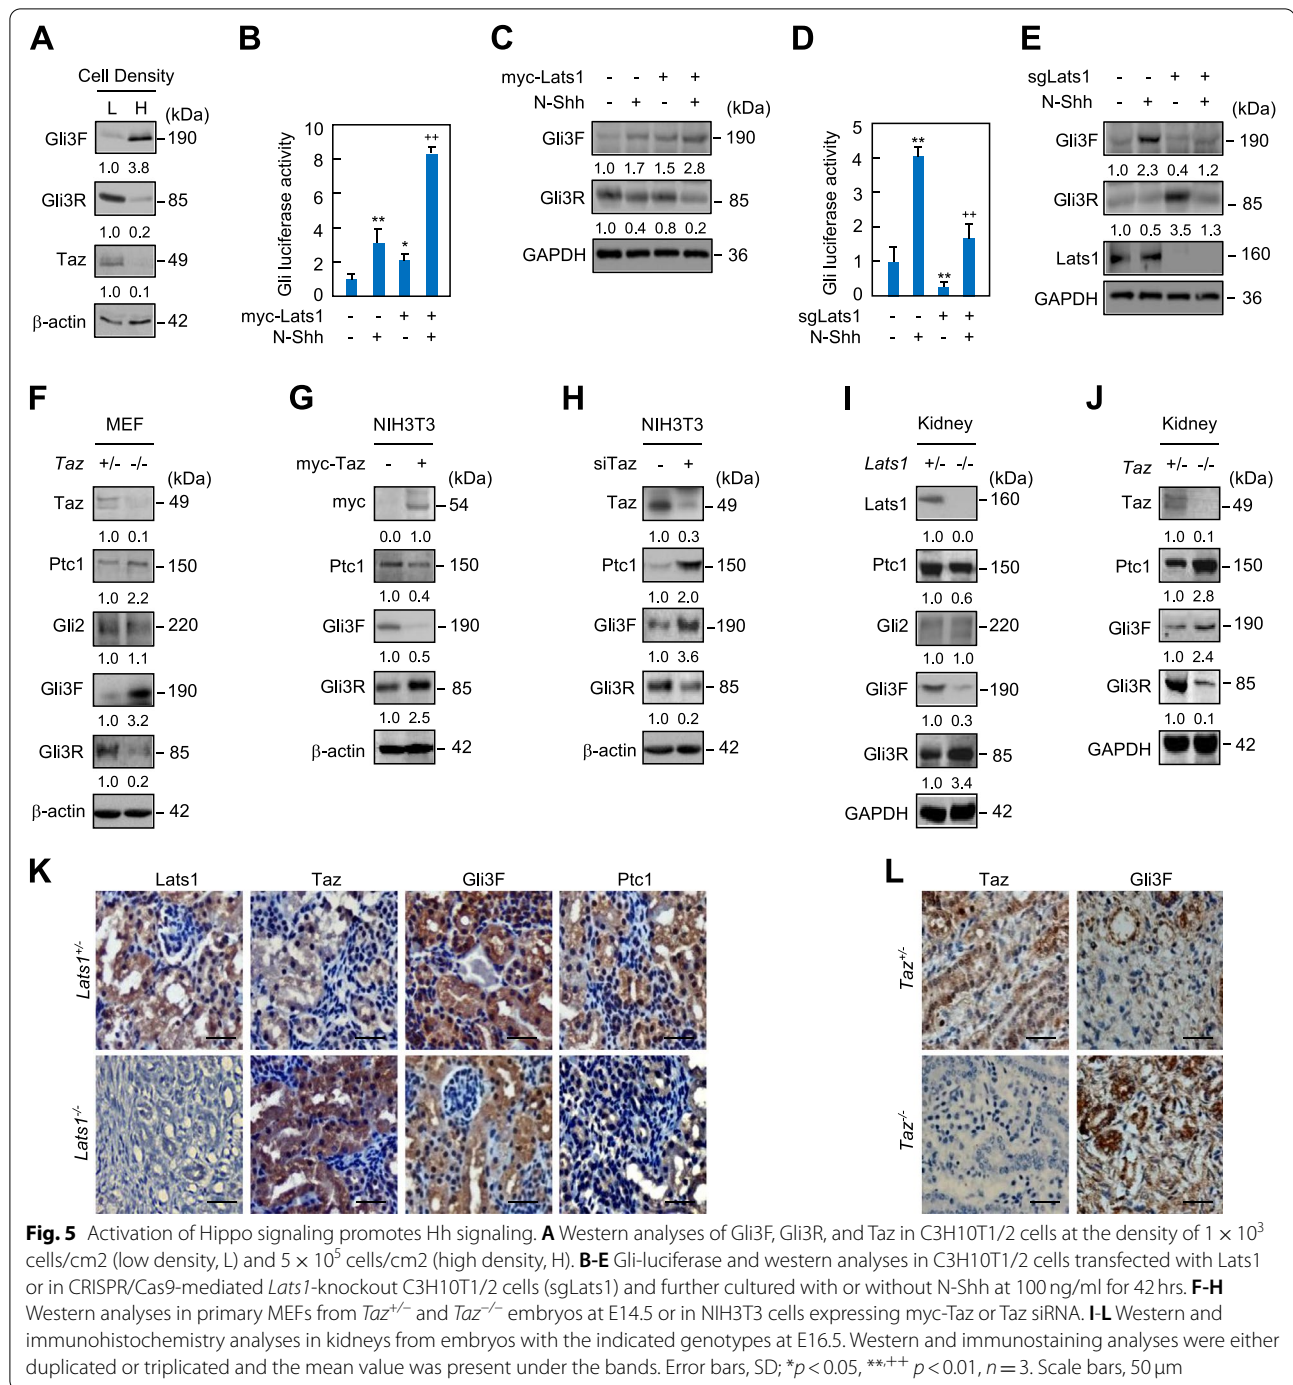 A
Cell Density
L H (kDa)
Gli3F 190
1.0 3.8
Gli3R 85
1.0 0.2
Taz 49
1.0 0.1
β-actin 42
B
Gli luciferase activity
10
8
6
4
2
0
** * ++
myc-Lats1 - - + +
N-Shh - + - +
C
myc-Lats1 - - + +
N-Shh - + - + (kDa)
Gli3F 190
1.0 1.7 1.5 2.8
Gli3R 85
1.0 0.4 0.8 0.2
GAPDH 36
D
Gli luciferase activity
5
4
3
2
1
0
** ** ++
sgLats1 - - + +
N-Shh - + - +
E
sgLats1 - - + +
N-Shh - + - + (kDa)
Gli3F 190
1.0 2.3 0.4 1.2
Gli3R 85
1.0 0.5 3.5 1.3
Lats1 160
GAPDH 36
F
MEF
Taz +/- -/- (kDa)
Taz 49
1.0 0.1
Ptc1 150
1.0 2.2
Gli2 220
1.0 1.1
Gli3F 190
1.0 3.2
Gli3R 85
1.0 0.2
β-actin 42
G
NIH3T3
myc-Taz - + (kDa)
myc 54
0.0 1.0
Ptc1 150
1.0 0.4
Gli3F 190
1.0 0.5
Gli3R 85
1.0 2.5
β-actin 42
H
NIH3T3
siTaz - + (kDa)
Taz 49
1.0 0.3
Ptc1 150
1.0 2.0
Gli3F 190
1.0 3.6
Gli3R 85
1.0 0.2
β-actin 42
I
Kidney
Lats1 +/- -/- (kDa)
Lats1 160
1.0 0.0
Ptc1 150
1.0 0.6
Gli2 220
1.0 1.0
Gli3F 190
1.0 0.3
Gli3R 85
1.0 3.4
GAPDH 42
J
Kidney
Taz +/- -/- (kDa)
Taz 49
1.0 0.1
Ptc1 150
1.0 2.8
Gli3F 190
1.0 2.4
Gli3R 85
1.0 0.1
GAPDH 42
K
Lats1 Taz Gli3F Ptc1
Lats1+/-
Lats1-/-
L
Taz Gli3F
Taz+/-
Taz-/-
Fig. 5 Activation of Hippo signaling promotes Hh signaling. A Western analyses of Gli3F, Gli3R, and Taz in C3H10T1/2 cells at the density of 1 × 10³
cells/cm2 (low density, L) and 5 × 10⁵ cells/cm2 (high density, H). B-E Gli-luciferase and western analyses in C3H10T1/2 cells transfected with Lats1
or in CRISPR/Cas9-mediated Lats1-knockout C3H10T1/2 cells (sgLats1) and further cultured with or without N-Shh at 100 ng/ml for 42 hrs. F-H
Western analyses in primary MEFs from Taz+/− and Taz−/− embryos at E14.5 or in NIH3T3 cells expressing myc-Taz or Taz siRNA. I-L Western and
immunohistochemistry analyses in kidneys from embryos with the indicated genotypes at E16.5. Western and immunostaining analyses were either
duplicated or triplicated and the mean value was present under the bands. Error bars, SD; *p < 0.05, **,++ p < 0.01, n = 3. Scale bars, 50 µm